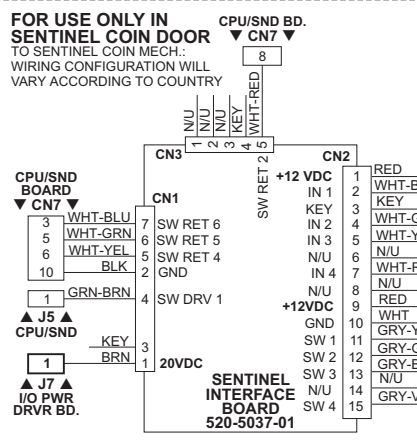 FOR USE ONLY IN
SENTINEL COIN DOOR
TO SENTINEL COIN MECH.:
WIRING CONFIGURATION WILL
VARY ACCORDING TO COUNTRY
CPU/SND BD.
▼ CN7 ▼
8
WHT-RED
N/U
N/U
N/U
KEY
1 2 3 4 5
CN3
SW RET 2
CPU/SND
BOARD
▼ CN7 ▼
CN1
3 WHT-BLU 7 SW RET 6
5 WHT-GRN 6 SW RET 5
6 WHT-YEL 5 SW RET 4
10 BLK 2 GND
1 GRN-BRN 4 SW DRV 1
▲ J5 ▲
CPU/SND
KEY 3
1 BRN 1 20VDC
▲ J7 ▲
I/O PWR
DRVR BD.
CN2
+12 VDC 1 RED
IN 1 2
KEY 3 KEY
IN 2 4
IN 3 5
N/U 6 N/U
IN 4 7
N/U 8 N/U
+12VDC 9 RED
GND 10 WHT
SW 1 11
SW 2 12
SW 3 13
N/U 14 N/U
SW 4 15
SENTINEL
INTERFACE
BOARD
520-5037-01